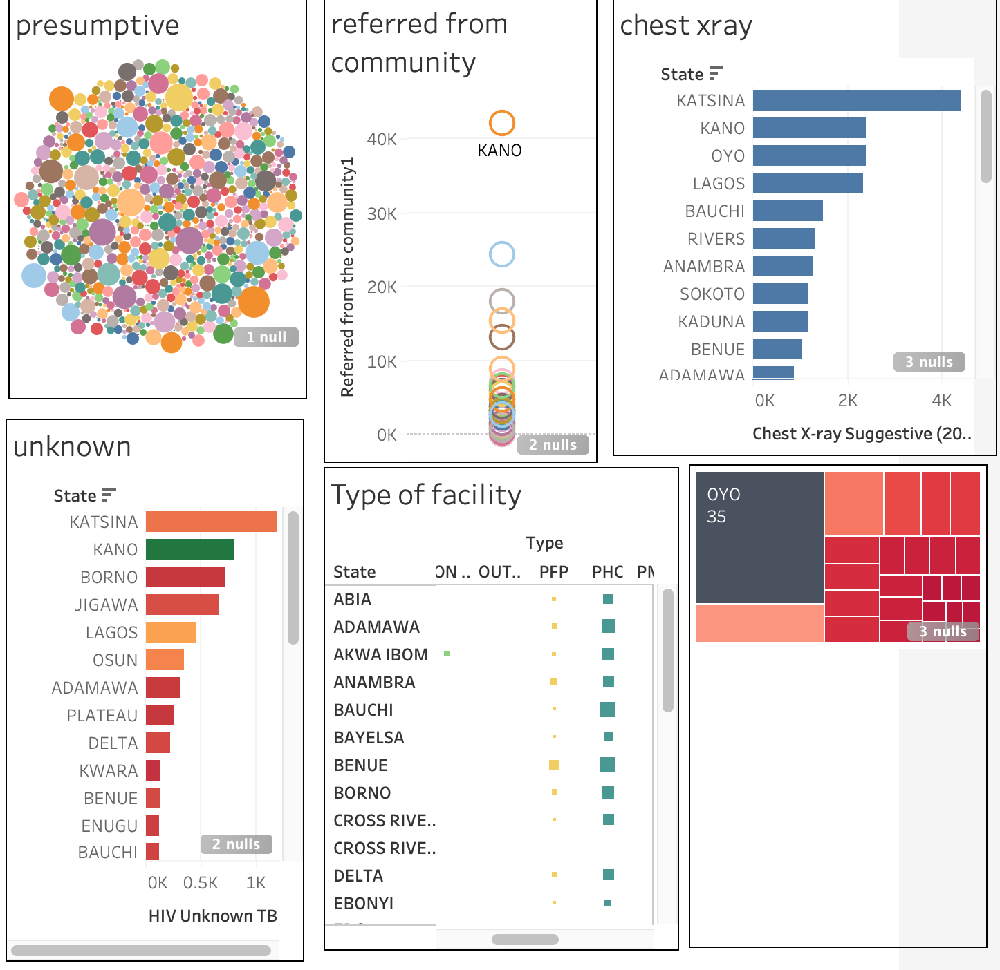 presumptive
1 null
referred from
community
Referred from the community1
40K
KANO
30K
20K
10K
0K
2 nulls
chest xray
State
KATSINA
KANO
OYO
LAGOS
BAUCHI
RIVERS
ANAMBRA
SOKOTO
KADUNA
BENUE
ADAMAWA
3 nulls
0K 2K 4K
Chest X-ray Suggestive (20..
unknown
State
KATSINA
KANO
BORNO
JIGAWA
LAGOS
OSUN
ADAMAWA
PLATEAU
DELTA
KWARA
BENUE
ENUGU
BAUCHI
2 nulls
0K 0.5K 1K
HIV Unknown TB
Type of facility
Type
State ON .. OUT.. PFP PHC
ABIA
ADAMAWA
AKWA IBOM
ANAMBRA
BAUCHI
BAYELSA
BENUE
BORNO
CROSS RIVE..
CROSS RIVE..
DELTA
EBONYI
OYO
35
3 nulls